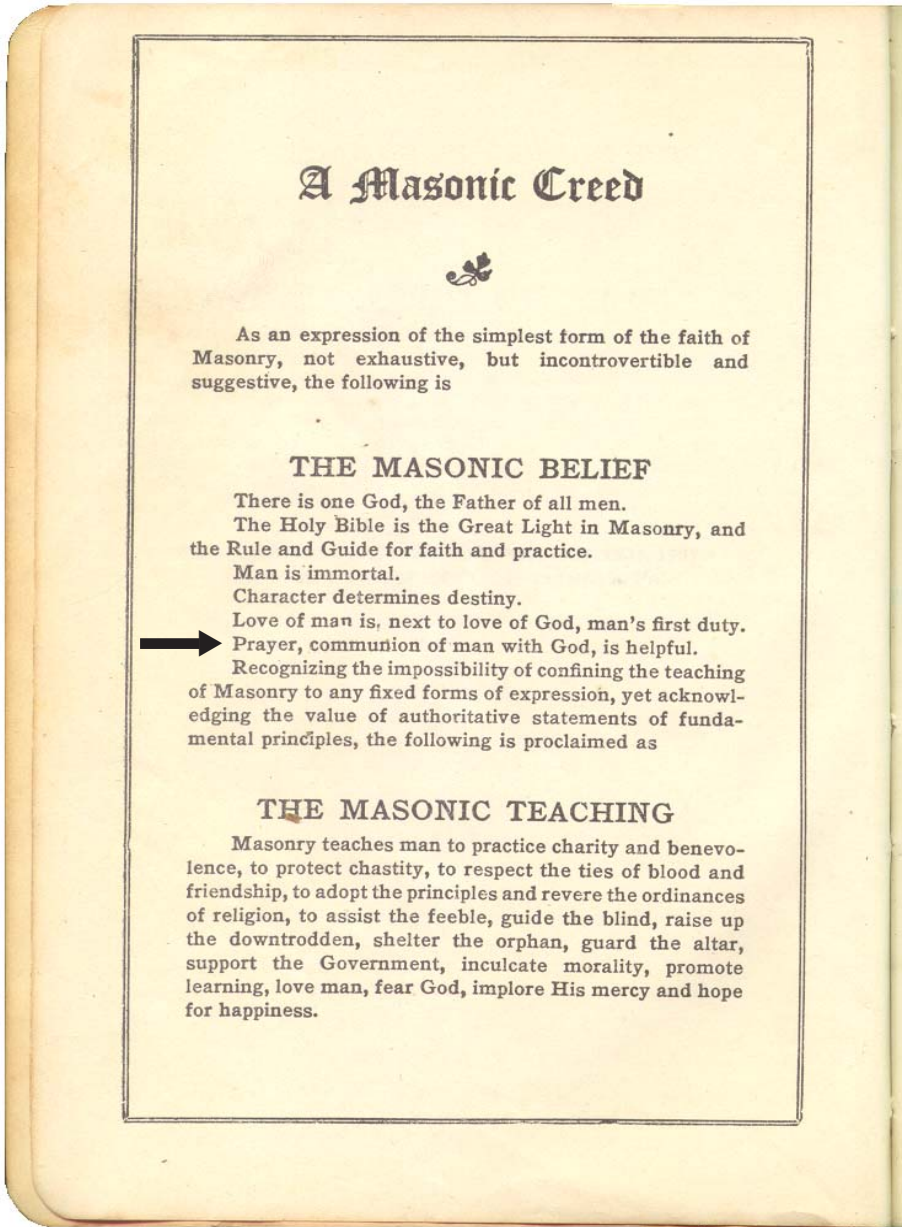 A Masonic Creed
As an expression of the simplest form of the faith of
Masonry, not exhaustive, but incontrovertible and
suggestive, the following is
THE MASONIC BELIEF
There is one God, the Father of all men.
The Holy Bible is the Great Light in Masonry, and
the Rule and Guide for faith and practice.
Man is immortal.
Character determines destiny.
Love of man is, next to love of God, man's first duty.
Prayer, communion of man with God, is helpful.
Recognizing the impossibility of confining the teaching
of Masonry to any fixed forms of expression, yet acknowl-
edging the value of authoritative statements of funda-
mental principles, the following is proclaimed as
THE MASONIC TEACHING
Masonry teaches man to practice charity and benevo-
lence, to protect chastity, to respect the ties of blood and
friendship, to adopt the principles and revere the ordinances
of religion, to assist the feeble, guide the blind, raise up
the downtrodden, shelter the orphan, guard the altar,
support the Government, inculcate morality, promote
learning, love man, fear God, implore His mercy and hope
for happiness.